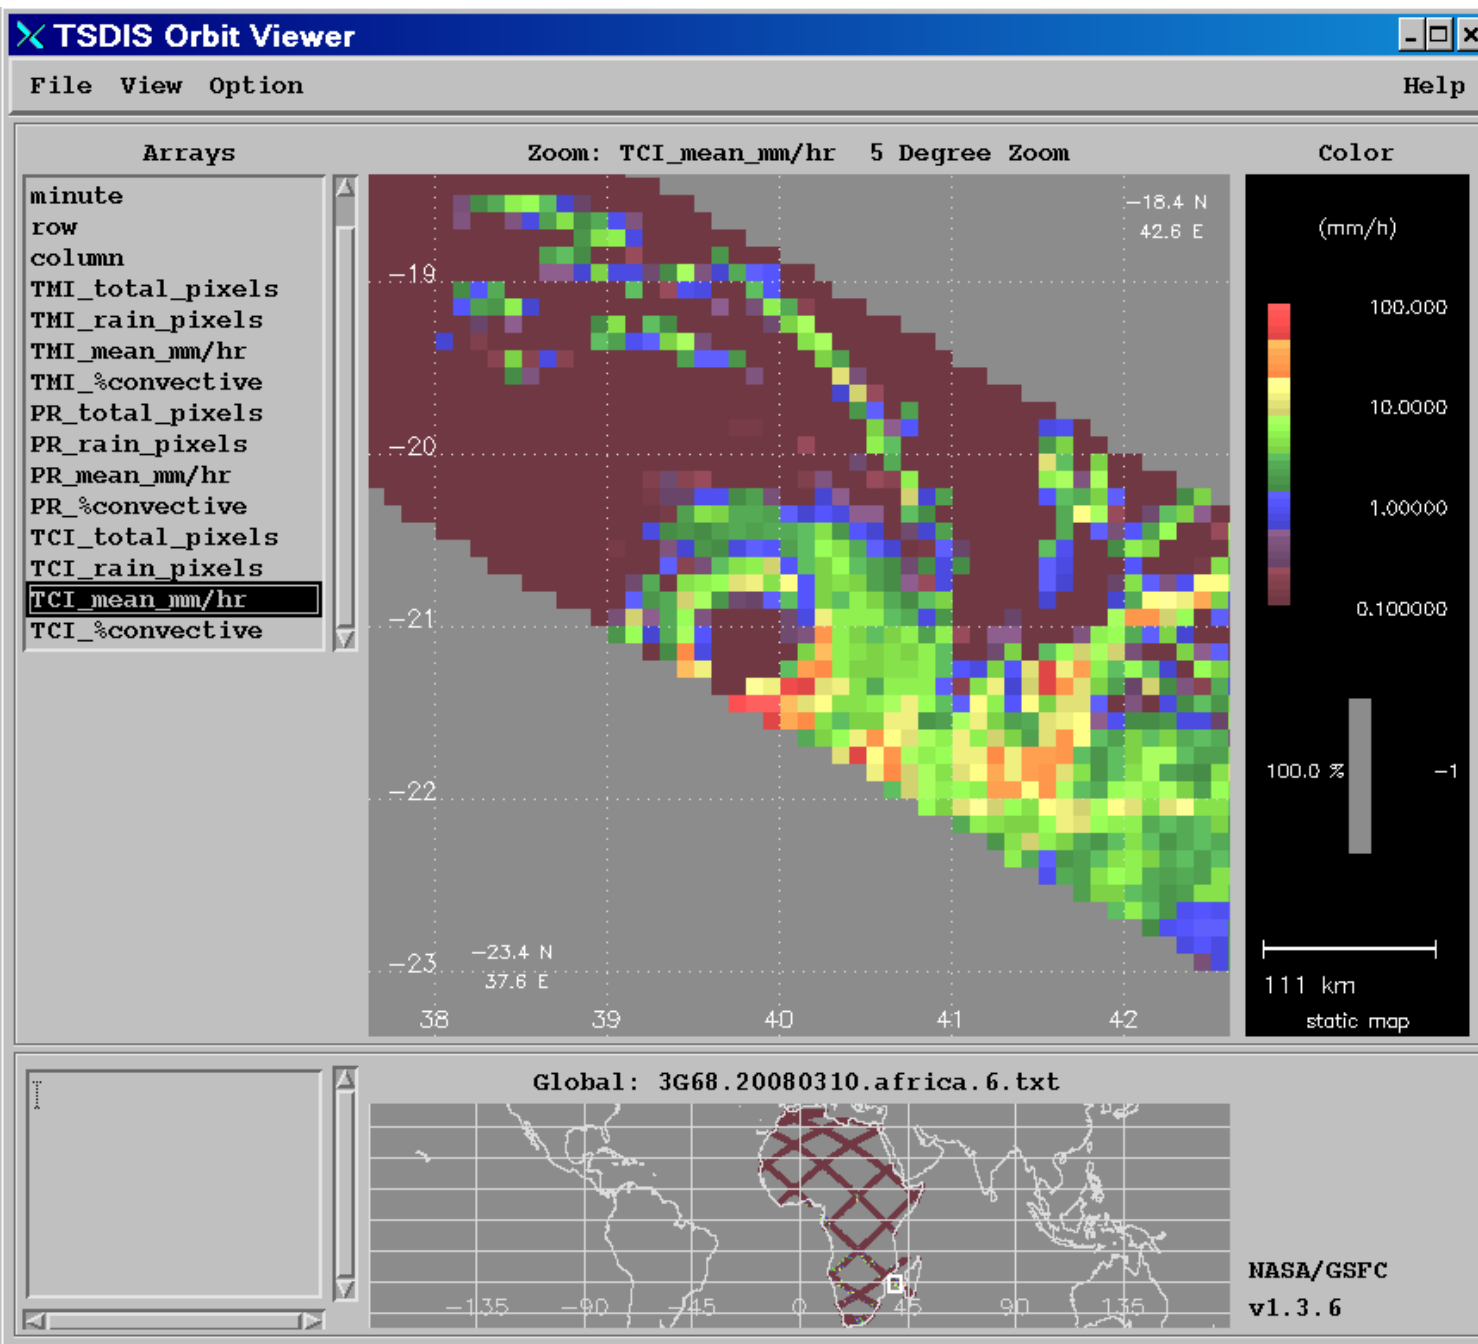 TSDIS Orbit Viewer
File View Option Help
Arrays
minute
row
column
TMI_total_pixels
TMI_rain_pixels
TMI_mean_mm/hr
TMI_%convective
PR_total_pixels
PR_rain_pixels
PR_mean_mm/hr
PR_%convective
TCI_total_pixels
TCI_rain_pixels
TCI_mean_mm/hr
TCI_%convective
Zoom: TCI_mean_mm/hr 5 Degree Zoom
-18.4 N
42.6 E
-19
-20
-21
-22
-23
-23.4 N
37.6 E
38 39 40 41 42
Color
(mm/h)
100.000
10.0000
1.00000
0.100000
100.0 % -1
111 km
static map
Global: 3G68.20080310.africa.6.txt
-135 -90 -45 0 45 90 135
NASA/GSFC
v1.3.6